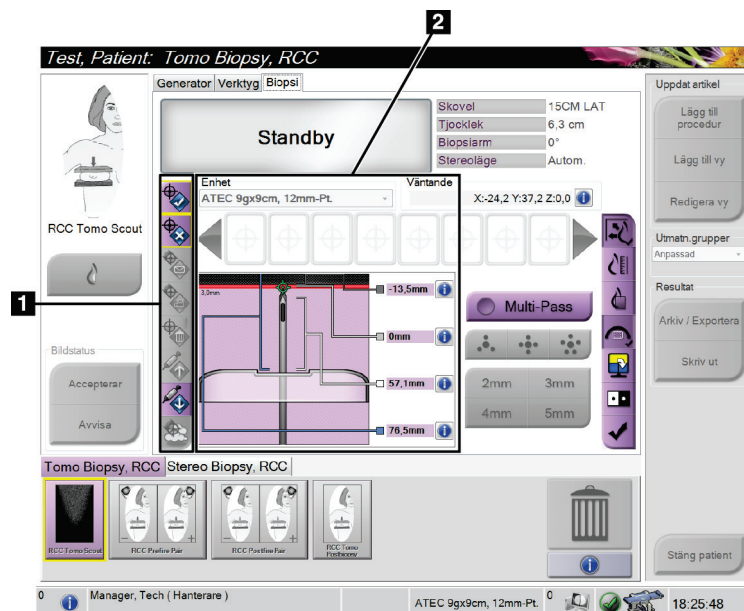 2
Test, Patient: Tomo Biopsy, RCC
Generator Verktyg Biopsi
Uppdat artikel
Standby
Skovel 15CM LAT
Tjocklek 6,3 cm
Biopsiarm 0°
Stereoläge Autom.
Lägg till procedur
Lägg till vy
Redigera vy
Enhet
Väntande
ATEC 9gx9cm, 12mm-Pt.
X:-24,2 Y:37,2 Z:0,0
RCC Tomo Scout
Utmatn.grupper
Anpassad
1
3,0mm
-13,5mm
0mm
57,1mm
76,5mm
Multi-Pass
2mm 3mm
4mm 5mm
Resultat
Arkiv / Exportera
Skriv ut
Bildstatus
Accepterar
Avvisa
Tomo Biopsy, RCC Stereo Biopsy, RCC
RCC Tomo Scout
RCC Prefire Pair
RCC Postfire Pair
RCC Tomo Postbiopsy
Stäng patient
0 Manager, Tech ( Hanterare ) ATEC 9gx9cm, 12mm-Pt. 0 18:25:48